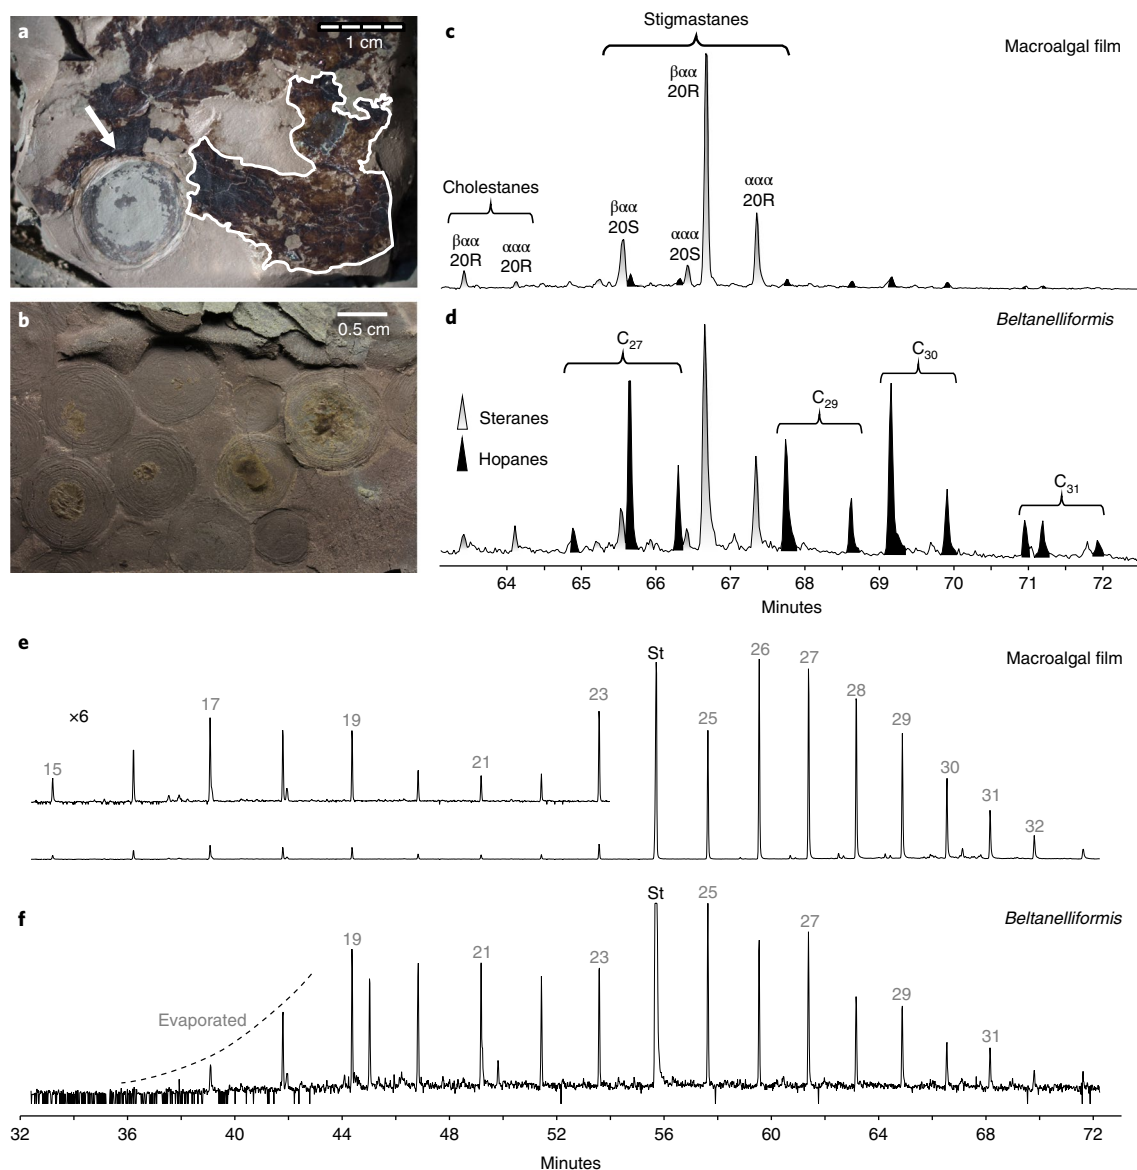 a
1 cm
b
0.5 cm
c
Stigmastanes
Macroalgal film
βαα
20R
Cholestanes
βαα
20R
ααα
20R
βαα
20S
ααα
20S
ααα
20R
d
Beltanelliformis
C27
C30
C29
C31
Steranes
Hopanes
64 65 66 67 68 69 70 71 72
Minutes
e
Macroalgal film
×6
15 17 19 21 23 St 25 26 27 28 29 30 31 32
f
Beltanelliformis
Evaporated
19 21 23 St 25 27 29 31
32 36 40 44 48 52 56 60 64 68 72
Minutes